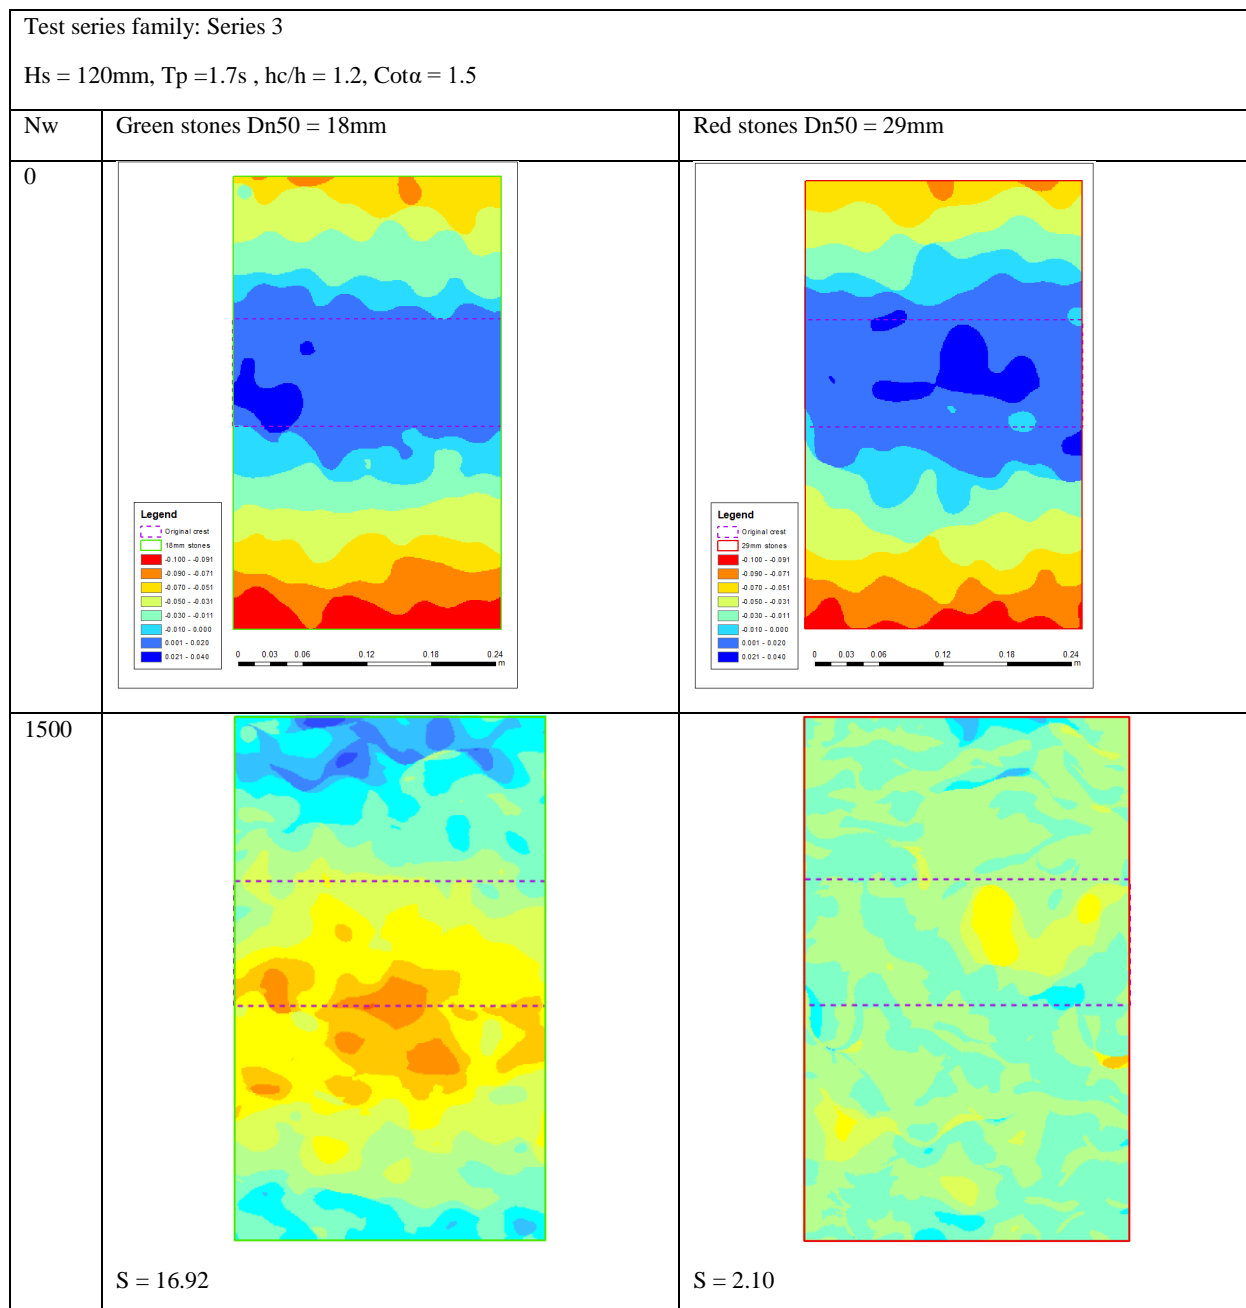 Test series family: Series 3
Hs = 120mm, Tp =1.7s , hc/h = 1.2, Cotα = 1.5
Nw
Green stones Dn50 = 18mm
Red stones Dn50 = 29mm
0
Legend
Original crest
18mm stones
-0.100 - -0.091
-0.090 - -0.071
-0.070 - -0.051
-0.050 - -0.031
-0.030 - -0.011
-0.010 - 0.000
0.001 - 0.020
0.021 - 0.040
0 0.03 0.06 0.12 0.18 0.24
m
Legend
Original crest
29mm stones
-0.100 - -0.091
-0.090 - -0.071
-0.070 - -0.051
-0.050 - -0.031
-0.030 - -0.011
-0.010 - 0.000
0.001 - 0.020
0.021 - 0.040
0 0.03 0.06 0.12 0.18 0.24
m
1500
S = 16.92
S = 2.10